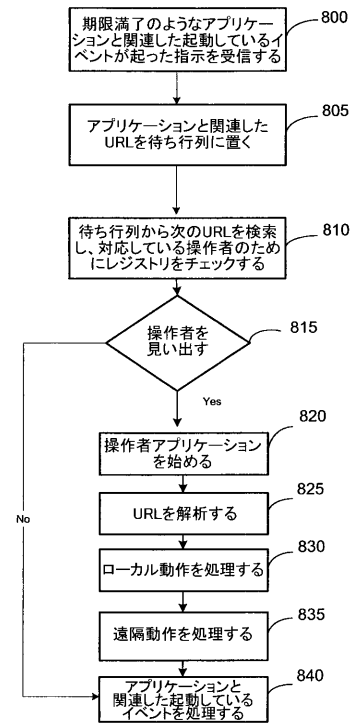 期限満了のようなアプリケー
ションと関連した起動しているイ
ベントが起った指示を受信する
800
アプリケーションと関連した
URLを待ち行列に置く
805
待ち行列から次のURLを検索
し、対応している操作者のため
にレジストリをチェックする
810
操作者を
見い出す
815
Yes
No
操作者アプリケーション
を始める
820
URLを解析する
825
ローカル動作を処理する
830
遠隔動作を処理する
835
アプリケーションと
関連した起動している
イベントを処理する
840